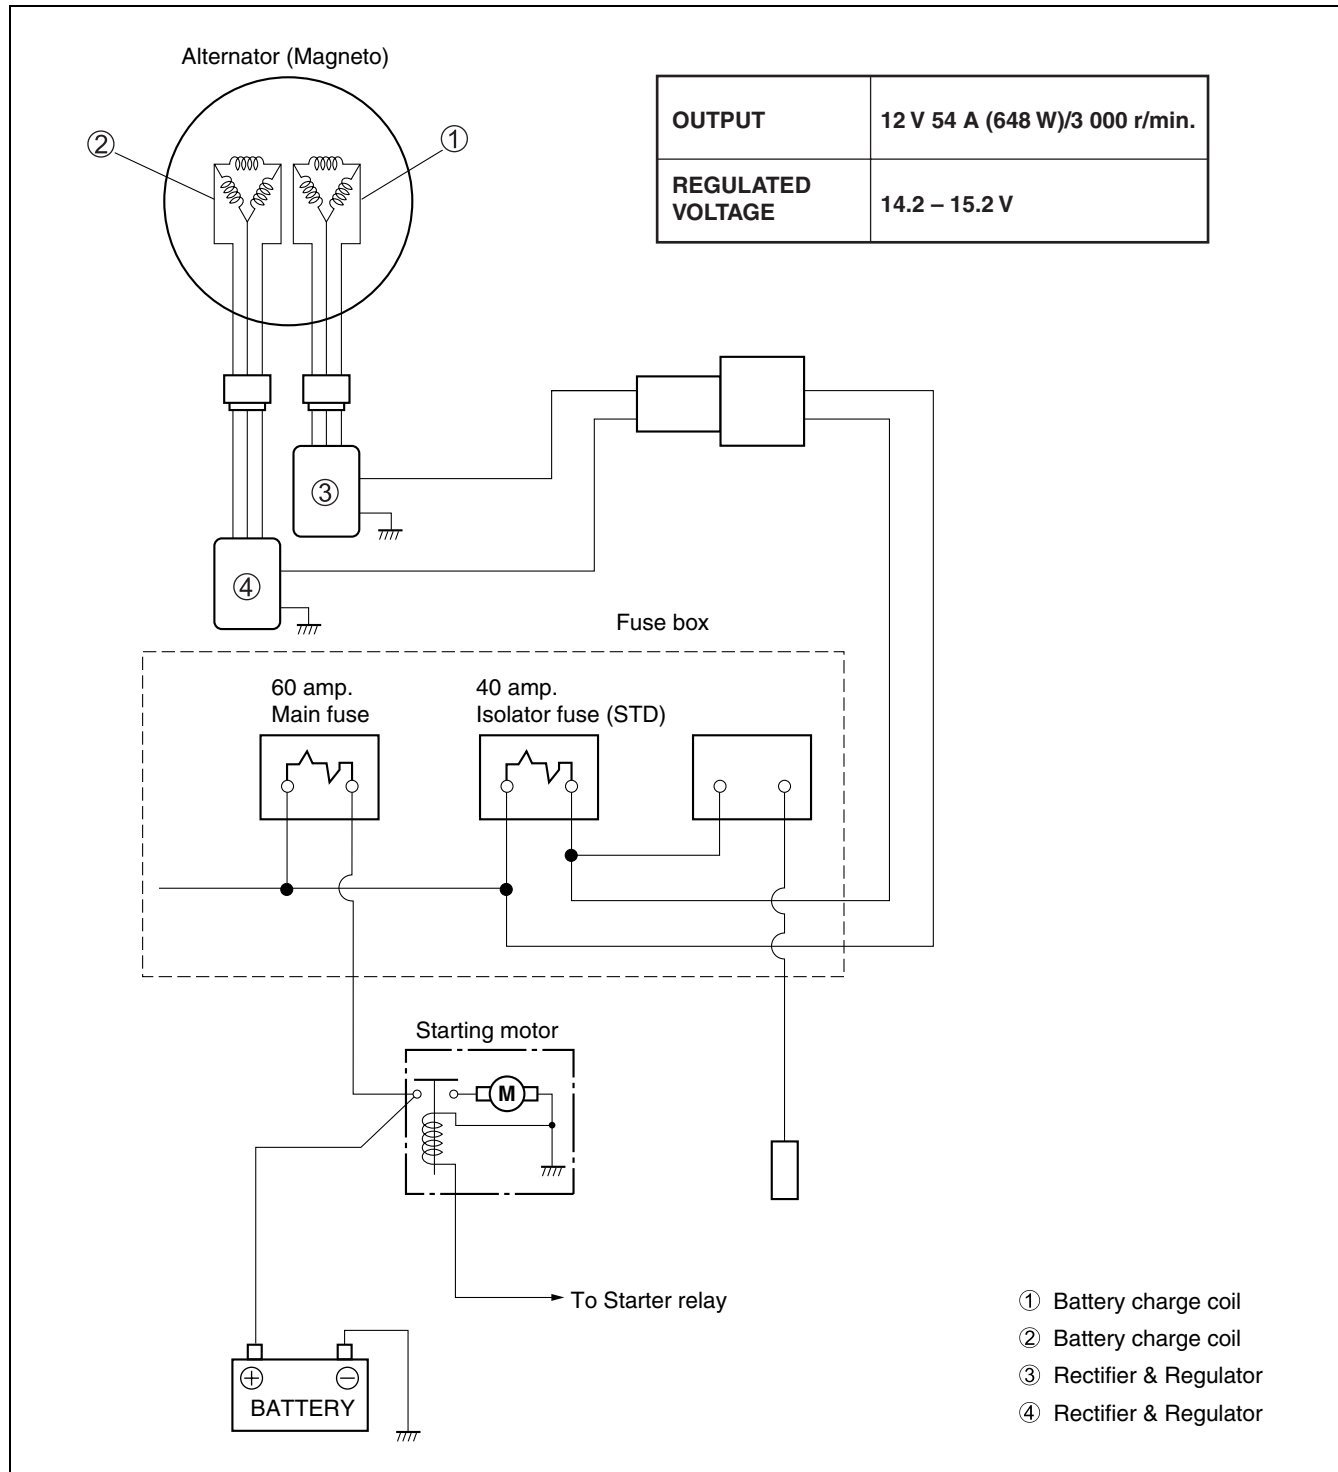 Alternator (Magneto)
OUTPUT 12 V 54 A (648 W)/3 000 r/min.
REGULATED
VOLTAGE
14.2 – 15.2 V
②
①
③
④
Fuse box
60 amp.
Main fuse
40 amp.
Isolator fuse (STD)
Starting motor
M
To Starter relay
+ −
BATTERY
① Battery charge coil
② Battery charge coil
③ Rectifier & Regulator
④ Rectifier & Regulator